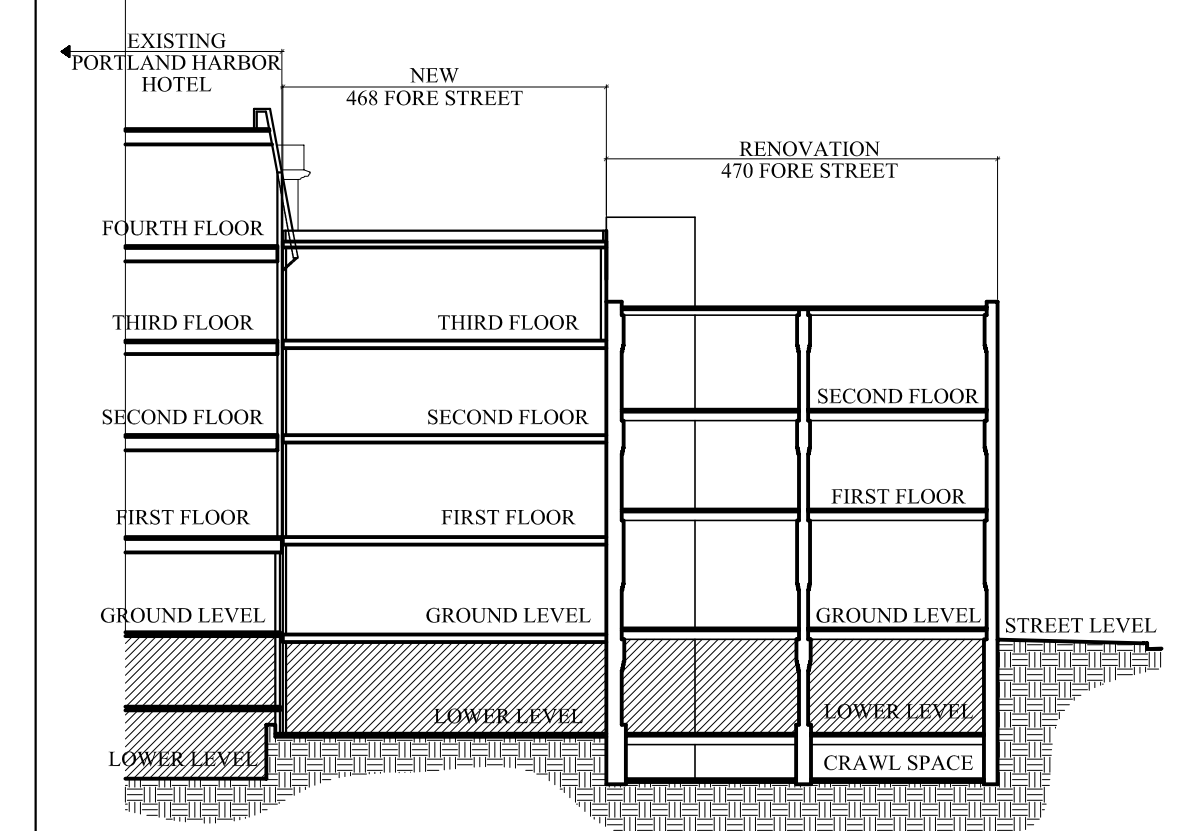 EXISTING
PORTLAND HARBOR
HOTEL
NEW
468 FORE STREET
RENOVATION
470 FORE STREET
FOURTH FLOOR
THIRD FLOOR
THIRD FLOOR
SECOND FLOOR
SECOND FLOOR
SECOND FLOOR
FIRST FLOOR
FIRST FLOOR
FIRST FLOOR
GROUND LEVEL
GROUND LEVEL
GROUND LEVEL
STREET LEVEL
LOWER LEVEL
LOWER LEVEL
LOWER LEVEL
CRAWL SPACE